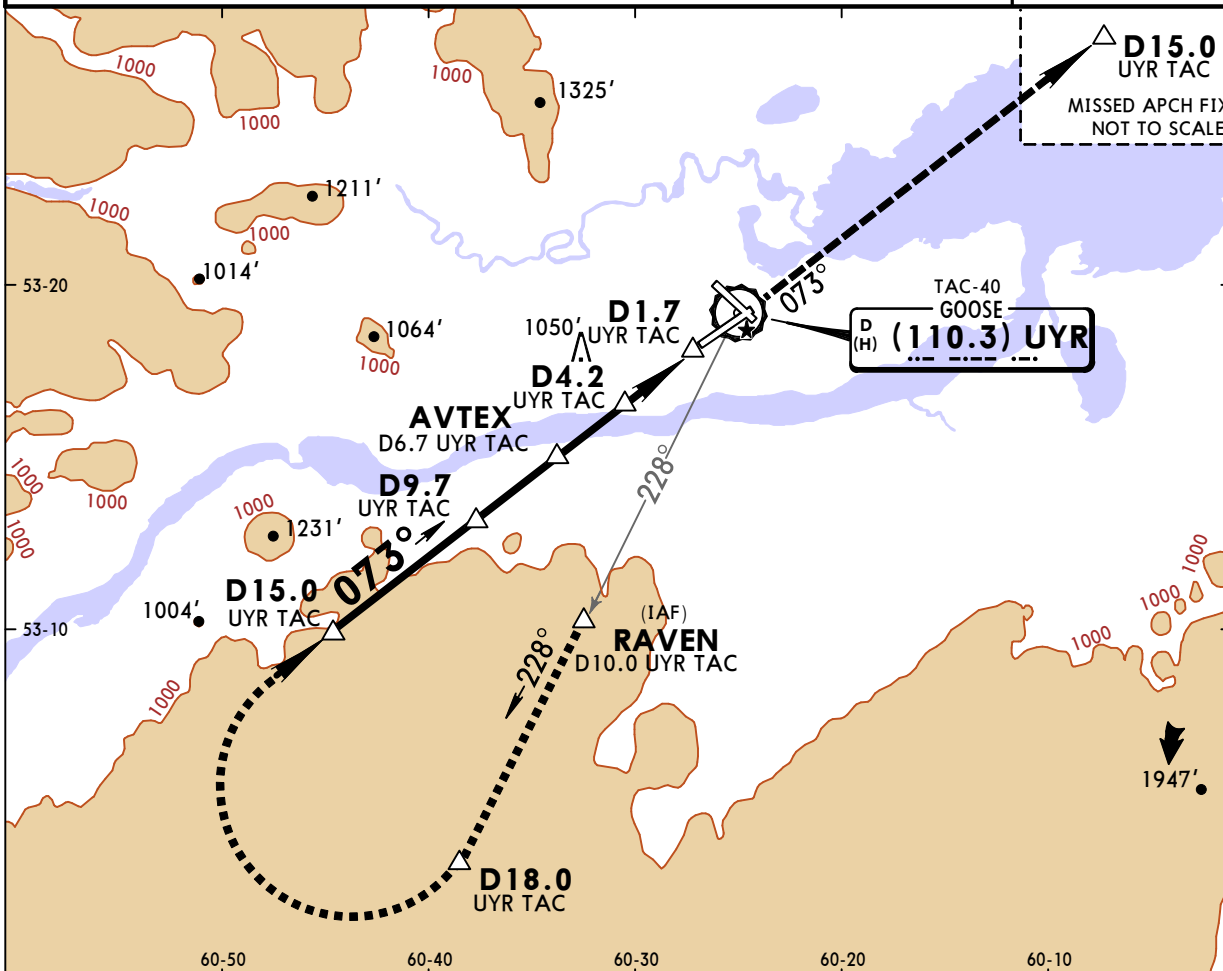 D15.0
UYR TAC
MISSED APCH FIX
NOT TO SCALE
1000
1000
1325'
1000
1211'
1000
1000
1014'
53-20
073°
TAC-40
GOOSE
D
(H)
(110.3) UYR
D1.7
UYR TAC
1050'
1064'
1000
D4.2
UYR TAC
AVTEX
D6.7 UYR TAC
228°
1000
1000
D9.7
UYR TAC
1000
1231'
1000
073°
1000
1000
D15.0
UYR TAC
1004'
53-10
(IAF)
RAVEN
D10.0 UYR TAC
228°
1000
1000
1947'
D18.0
UYR TAC
60-50
60-40
60-30
60-20
60-10